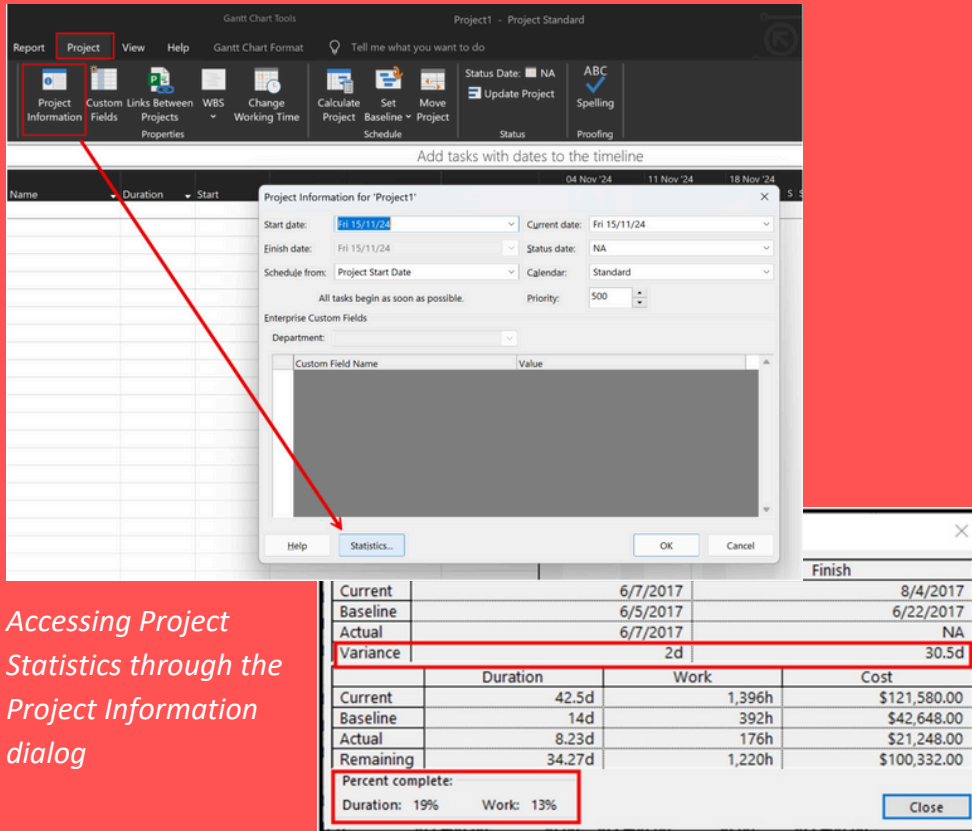 Gantt Chart Tools
Project1 - Project Standard
Report Project View Help Gantt Chart Format Tell me what you want to do
Project Information
Custom Fields
Links Between Projects
WBS
Change Working Time
Properties
Calculate Project
Set Baseline
Move Project
Schedule
Status Date: NA
Update Project
Status
ABC
Spelling
Proofing
Add tasks with dates to the timeline
04 Nov '24 11 Nov '24 18 Nov '24
Name Duration Start
S
Project Information for 'Project1'
Start date: Fri 15/11/24 Current date: Fri 15/11/24
Finish date: Fri 15/11/24 Status date: NA
Schedule from: Project Start Date Calendar: Standard
All tasks begin as soon as possible. Priority: 500
Enterprise Custom Fields
Department:
Custom Field Name Value
Help Statistics... OK Cancel
Accessing Project
Statistics through the
Project Information
dialog
Finish
Current 6/7/2017 8/4/2017
Baseline 6/5/2017 6/22/2017
Actual 6/7/2017 NA
Variance 2d 30.5d
Duration Work Cost
Current 42.5d 1,396h $121,580.00
Baseline 14d 392h $42,648.00
Actual 8.23d 176h $21,248.00
Remaining 34.27d 1,220h $100,332.00
Percent complete:
Duration: 19% Work: 13%
Close